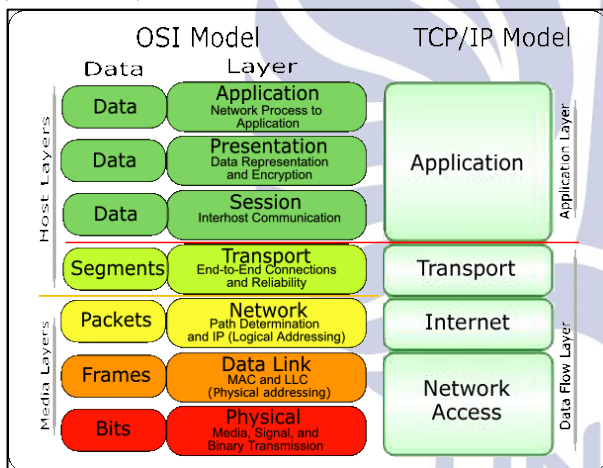 OSI Model
TCP/IP Model
Data
Layer
Host Layers
Data
Application
Network Process to
Application
Data
Presentation
Data Representation
and Encryption
Data
Session
Interhost Communication
Application
Application Layer
Segments
Transport
End-to-End Connections
and Reliability
Transport
Media Layers
Packets
Network
Path Determination
and IP (Logical Addressing)
Internet
Frames
Data Link
MAC and LLC
(Physical addressing)
Bits
Physical
Media, Signal, and
Binary Transmission
Network
Access
Data Flow Layer